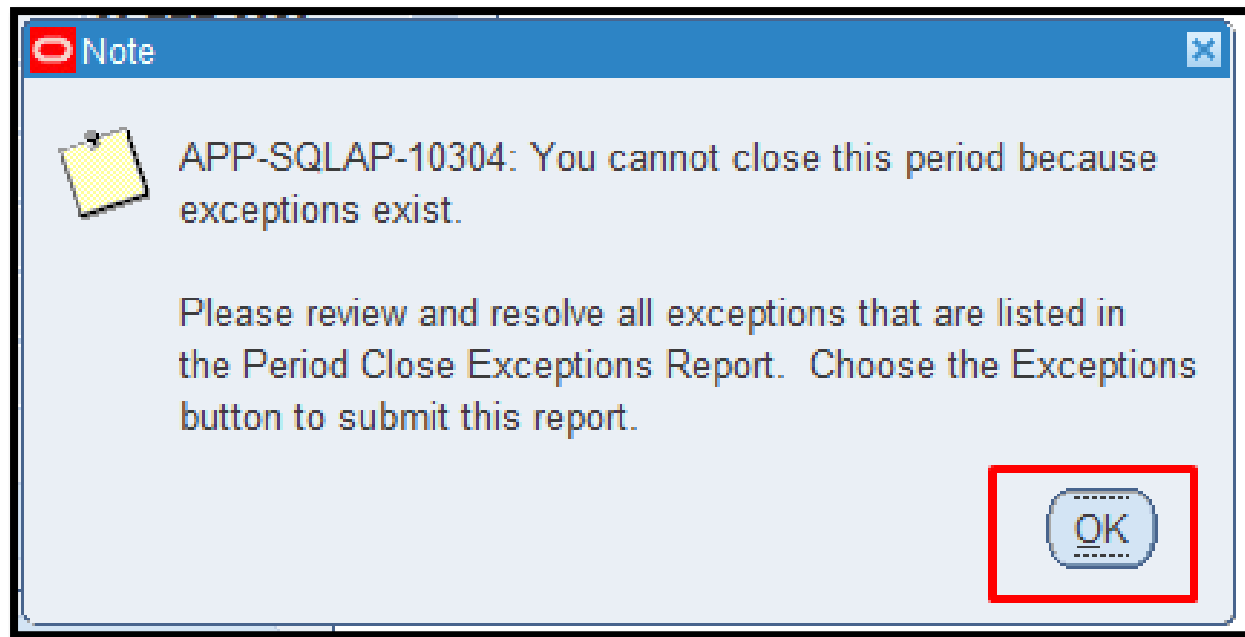 Note
APP-SQLAP-10304: You cannot close this period because
exceptions exist.
Please review and resolve all exceptions that are listed in
the Period Close Exceptions Report.  Choose the Exceptions
button to submit this report.
OK